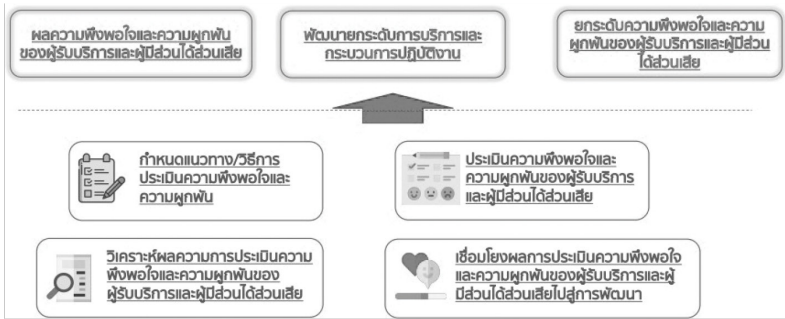 ผลความพึงพอใจและความผูกพัน
ของผู้รับบริการและผู้มีส่วนได้ส่วนเสีย
พัฒนายกระดับการบริการและ
กระบวนการปฏิบัติงาน
ยกระดับความพึงพอใจและความ
ผูกพันของผู้รับบริการและผู้มีส่วน
ได้ส่วนเสีย
กำหนดแนวทาง/วิธีการ
ประเมินความพึงพอใจและ
ความผูกพัน
ประเมินความพึงพอใจและ
ความผูกพันของผู้รับบริการ
และผู้มีส่วนได้ส่วนเสีย
วิเคราะห์ผลความการประเมินความ
พึงพอใจและความผูกพันของ
ผู้รับบริการและผู้มีส่วนได้ส่วนเสีย
เชื่อมโยงผลการประเมินความพึงพอใจ
และความผูกพันของผู้รับบริการและผู้
มีส่วนได้ส่วนเสียไปสู่การพัฒนา